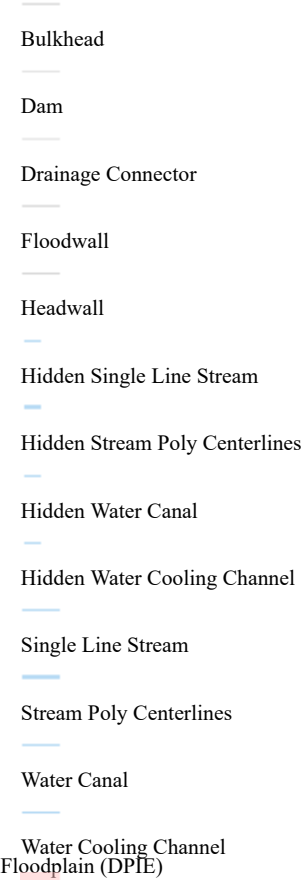 Bulkhead
Dam
Drainage Connector
Floodwall
Headwall
Hidden Single Line Stream
Hidden Stream Poly Centerlines
Hidden Water Canal
Hidden Water Cooling Channel
Single Line Stream
Stream Poly Centerlines
Water Canal
Water Cooling Channel
Floodplain (DPIE)